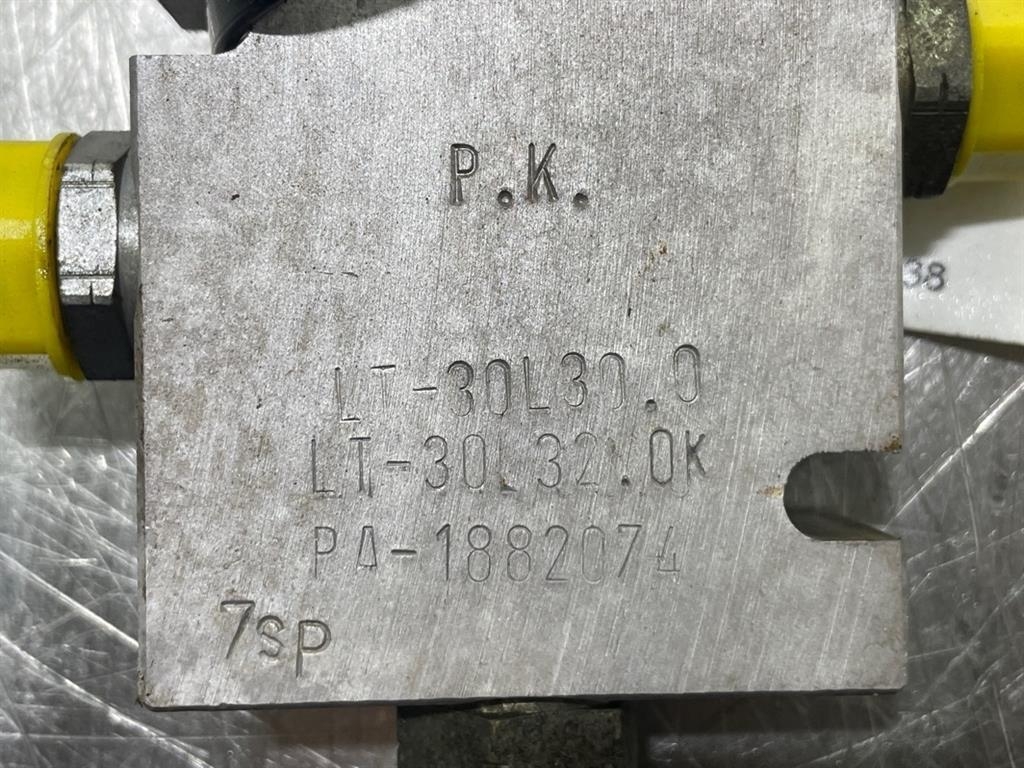 P.K.
38
LT-30L30.0
LT-30L32.0K
PA-1882074
7SP